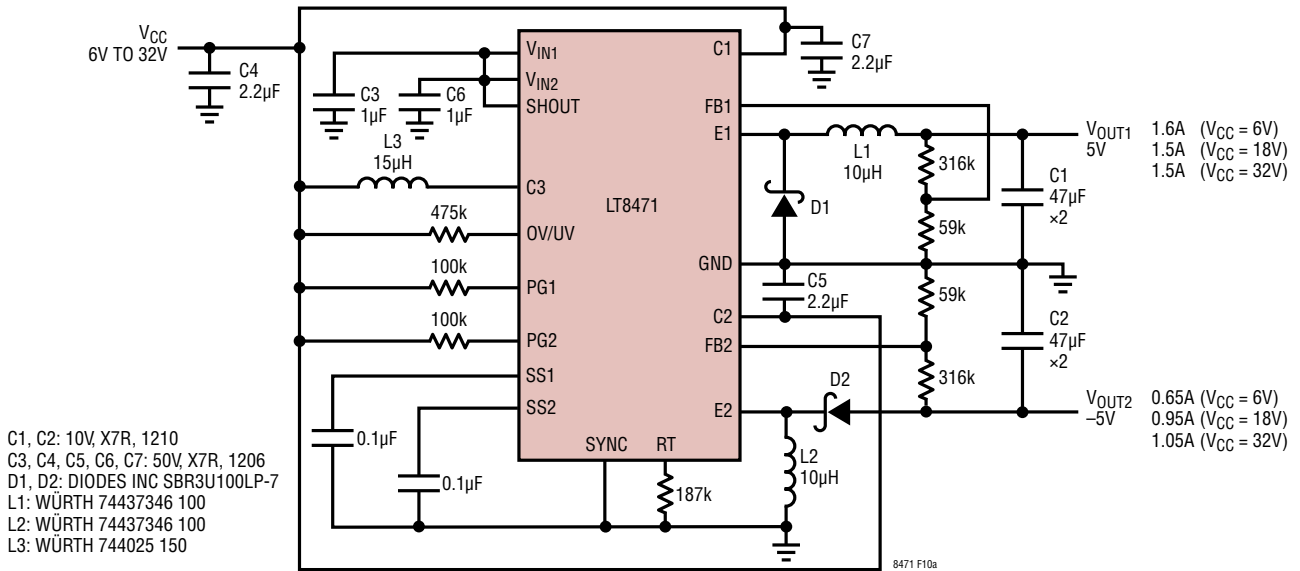 VCC
6V TO 32V
C4
2.2µF
C3
1µF
C6
1µF
L3
15µH
475k
100k
100k
0.1µF
0.1µF
VIN1
VIN2
SHOUT
C3
OV/UV
PG1
PG2
SS1
SS2
SYNC
RT
LT8471
C1
FB1
E1
GND
C2
FB2
E2
187k
C7
2.2µF
L1
10µH
D1
C5
2.2µF
D2
L2
10µH
316k
59k
59k
316k
C1
47µF
×2
C2
47µF
×2
VOUT1 1.6A (VCC = 6V)
5V 1.5A (VCC = 18V)
1.5A (VCC = 32V)
VOUT2 0.65A (VCC = 6V)
–5V 0.95A (VCC = 18V)
1.05A (VCC = 32V)
C1, C2: 10V, X7R, 1210
C3, C4, C5, C6, C7: 50V, X7R, 1206
D1, D2: DIODES INC SBR3U100LP-7
L1: WÜRTH 74437346 100
L2: WÜRTH 74437346 100
L3: WÜRTH 744025 150
8471 F10a